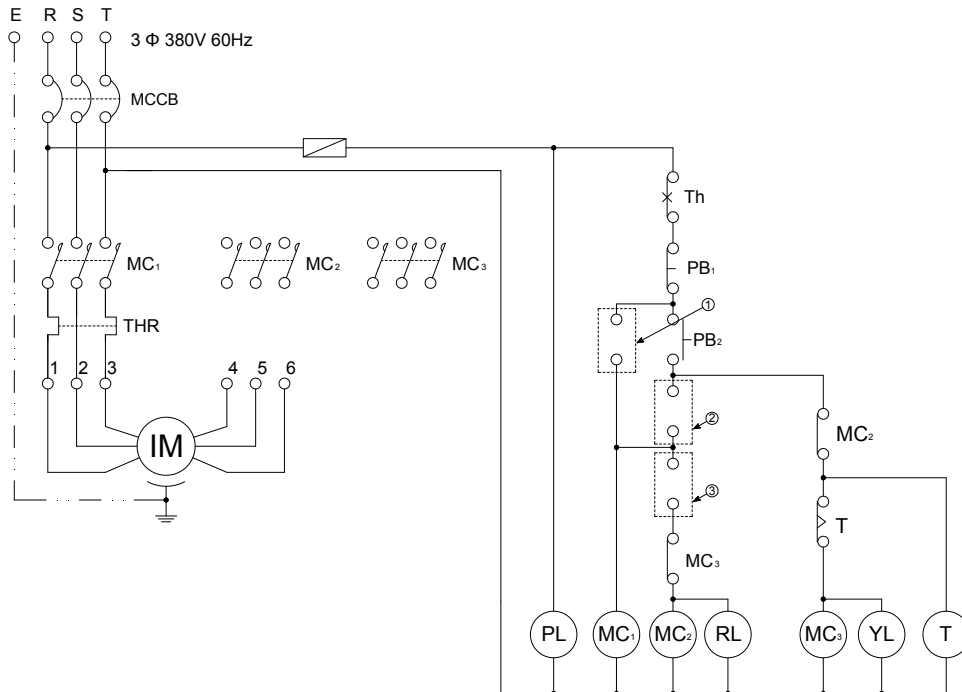 E R S T
3 Φ 380V 60Hz
MCCB
Th
MC₁ MC₂ MC₃
PB₁
①
THR
PB₂
1 2 3 4 5 6
②
MC₂
IM
③
T
MC₃
PL MC₁ MC₂ RL MC₃ YL T